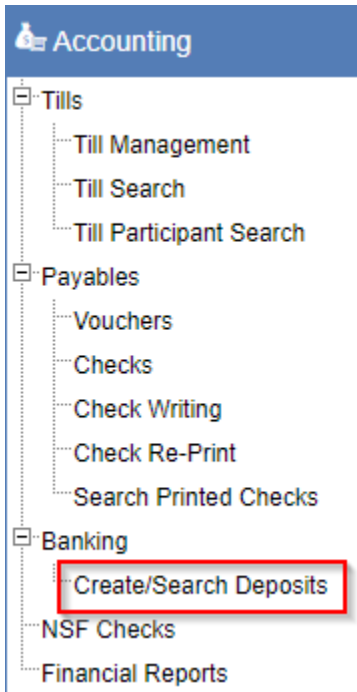 Accounting
Tills
Till Management
Till Search
Till Participant Search
Payables
Vouchers
Checks
Check Writing
Check Re-Print
Search Printed Checks
Banking
Create/Search Deposits
NSF Checks
Financial Reports